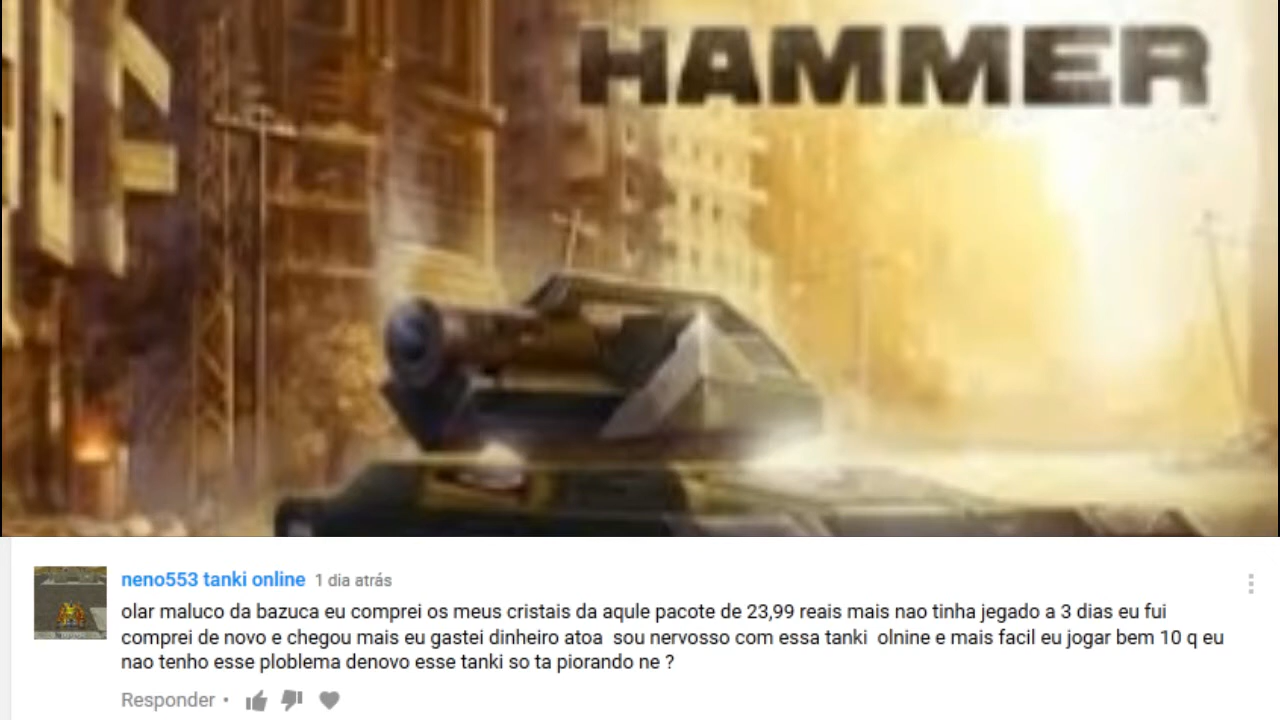 HAMMER
neno553 tanki online 1 dia atrás
olar maluco da bazuca eu comprei os meus cristais da aqule pacote de 23,99 reais mais nao tinha jegado a 3 dias eu fui
comprei de novo e chegou mais eu gastei dinheiro atoa  sou nervosso com essa tanki  olnine e mais facil eu jogar bem 10 q eu
nao tenho esse ploblema denovo esse tanki so ta piorando ne ?
Responder •